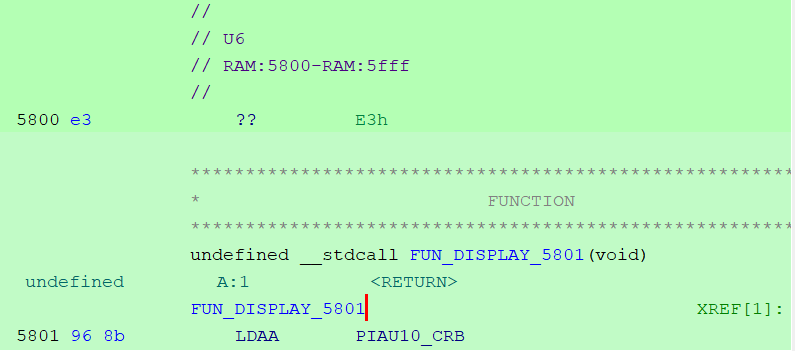 //
// U6
// RAM:5800-RAM:5fff
//
5800 e3 ?? E3h
*******************************************************
* FUNCTION
*******************************************************
undefined __stdcall FUN_DISPLAY_5801(void)
undefined A:1 <RETURN>
FUN_DISPLAY_5801 XREF[1]:
5801 96 8b LDAA PIAU10_CRB